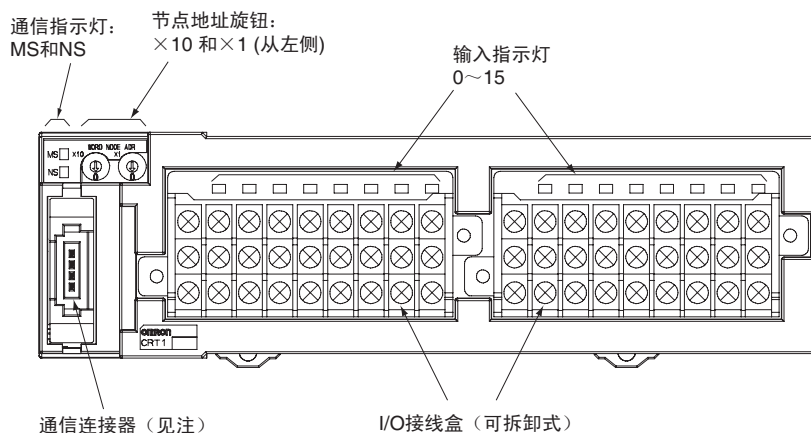 通信指示灯：
MS和NS
节点地址旋钮：
×10 和×1 (从左侧)
输入指示灯
0～15
WORD NODE ADR
MS ×10 ×1
NS
OMRON
CRT1
通信连接器（见注）
I/O接线盒（可拆卸式）